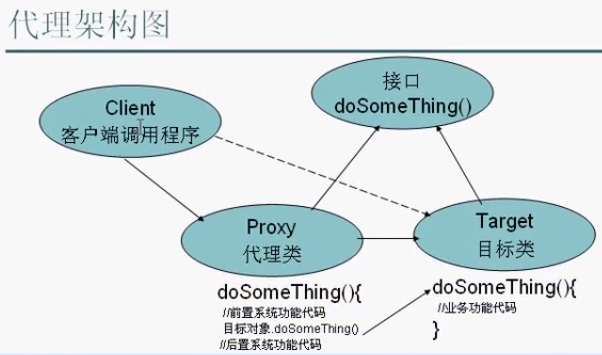 代理架构图
Client
客户端调用程序
接口
doSomeThing()
Proxy
代理类
Target
目标类
doSomeThing(){
//前置系统功能代码
目标对象.doSomeThing()
//后置系统功能代码
doSomeThing(){
//业务功能代码
}